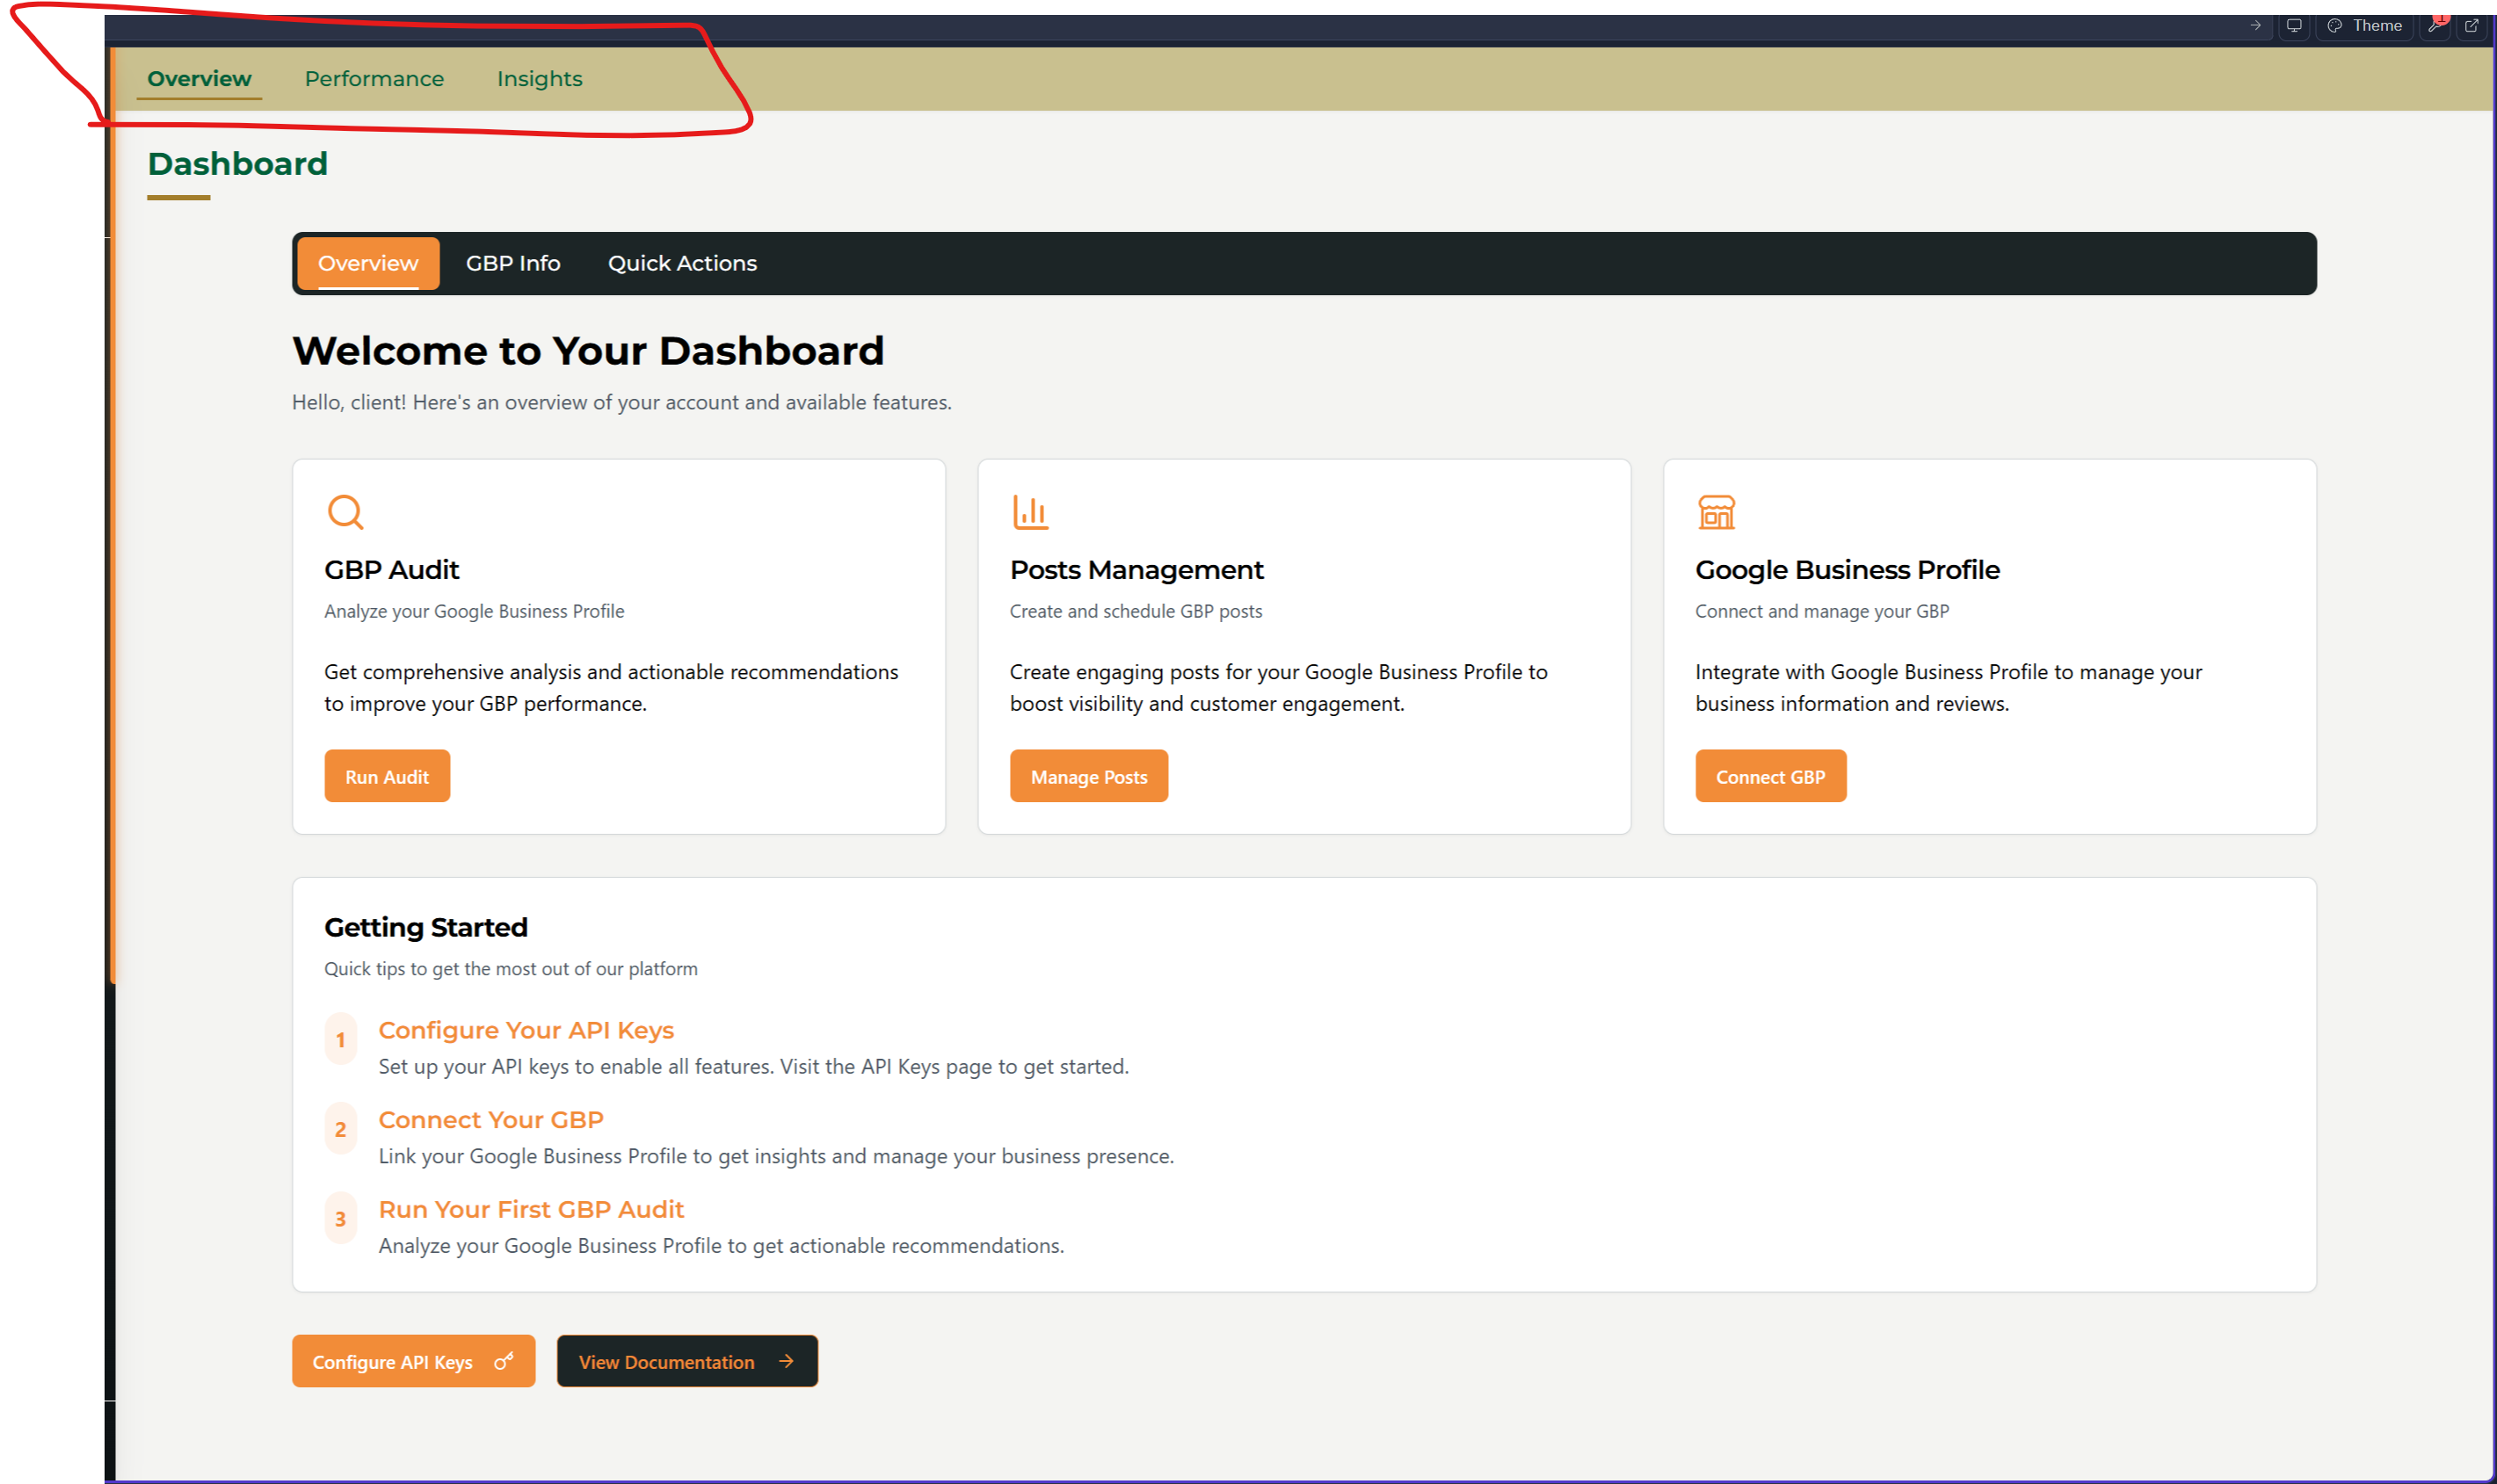 Theme
1
Overview Performance Insights
Dashboard
Overview GBP Info Quick Actions
Welcome to Your Dashboard
Hello, client! Here's an overview of your account and available features.
GBP Audit
Analyze your Google Business Profile
Get comprehensive analysis and actionable recommendations
to improve your GBP performance.
Run Audit
Posts Management
Create and schedule GBP posts
Create engaging posts for your Google Business Profile to
boost visibility and customer engagement.
Manage Posts
Google Business Profile
Connect and manage your GBP
Integrate with Google Business Profile to manage your
business information and reviews.
Connect GBP
Getting Started
Quick tips to get the most out of our platform
1 Configure Your API Keys
Set up your API keys to enable all features. Visit the API Keys page to get started.
2 Connect Your GBP
Link your Google Business Profile to get insights and manage your business presence.
3 Run Your First GBP Audit
Analyze your Google Business Profile to get actionable recommendations.
Configure API Keys View Documentation